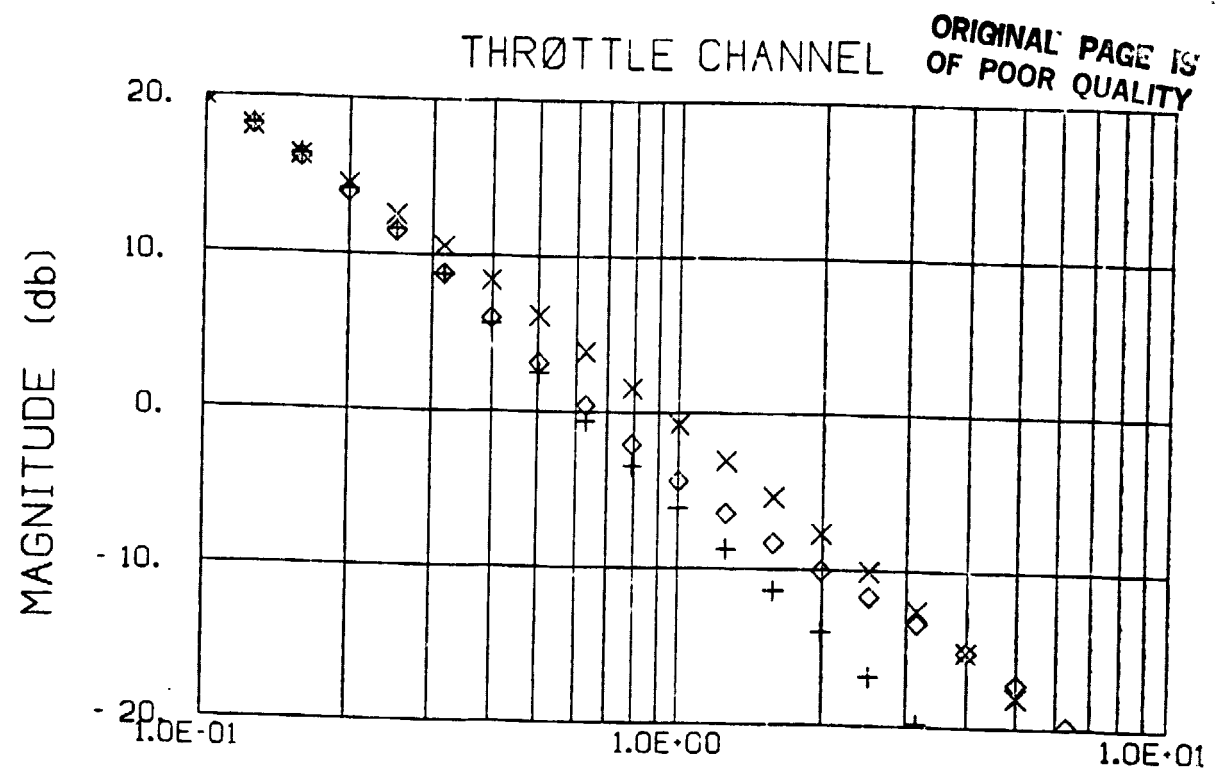 THRØTTLE CHANNEL
ORIGINAL PAGE IS
OF POOR QUALITY
MAGNITUDE (db)
20.
10.
0.
- 10.
- 20.
1.0E-01
1.0E+00
1.0E+01